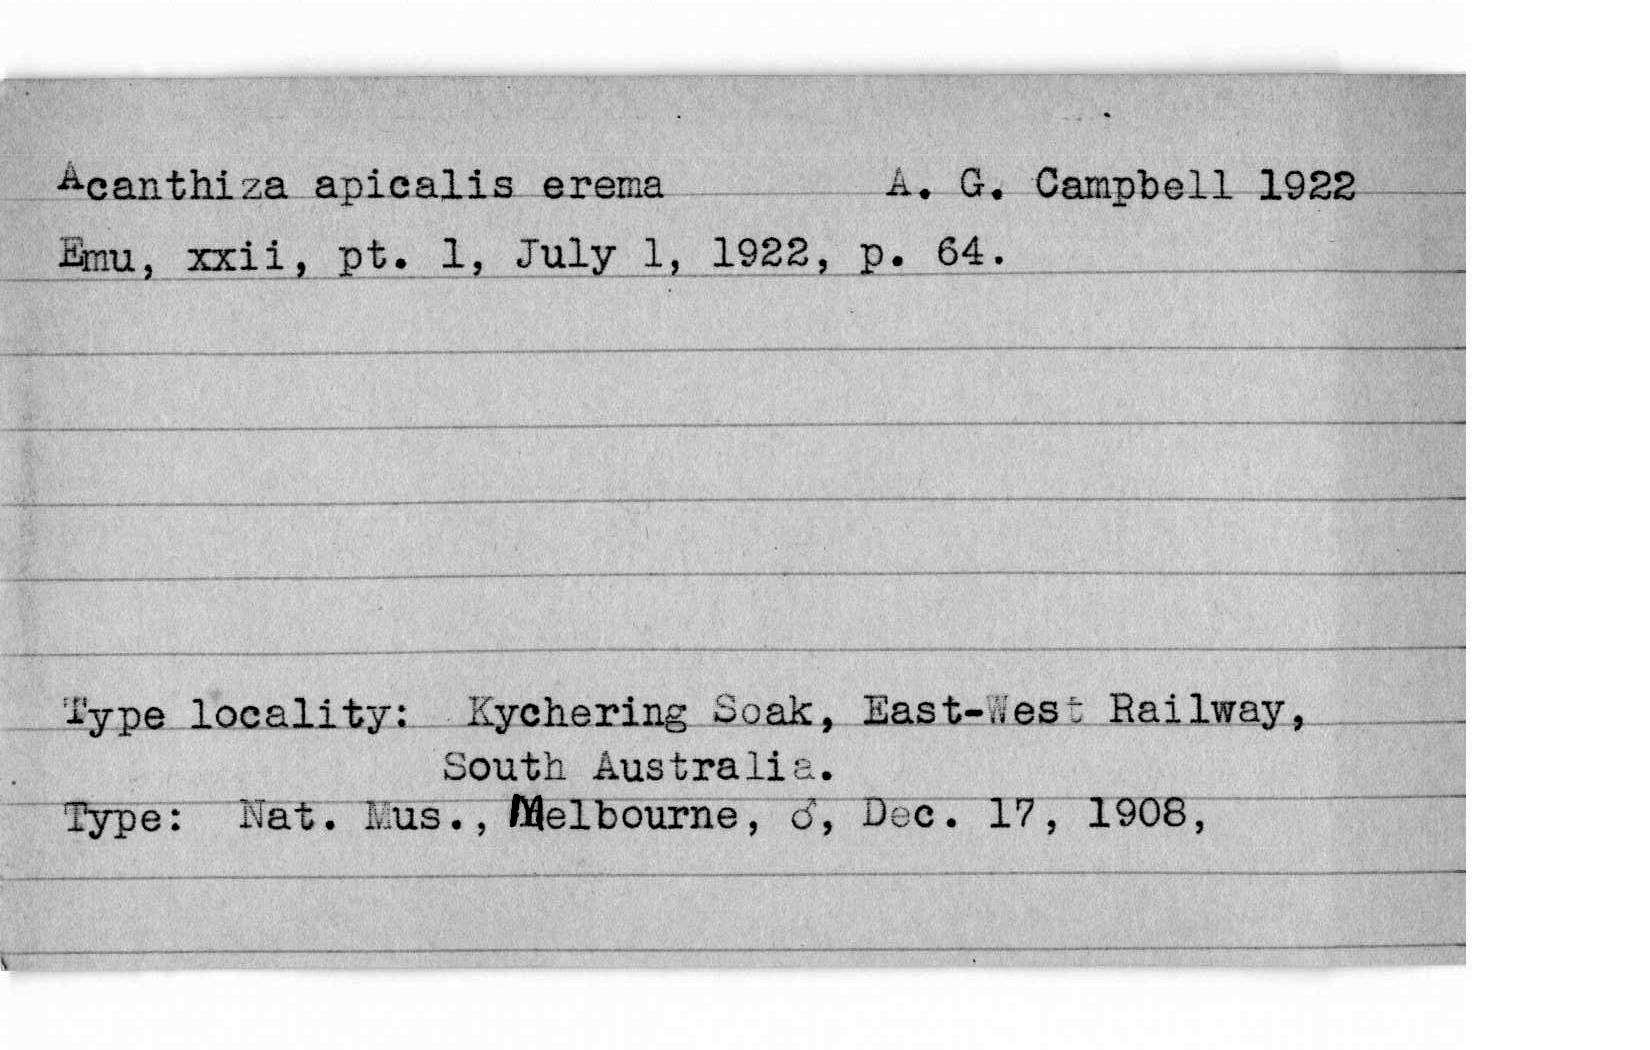 Acanthiza apicalis erema A. G. Campbell 1922
Emu, xxii, pt. 1, July 1, 1922, p. 64.
Type locality: Kychering Soak, East-West Railway,
South Australia.
Type: Nat. Mus., Melbourne, ♂, Dec. 17, 1908,